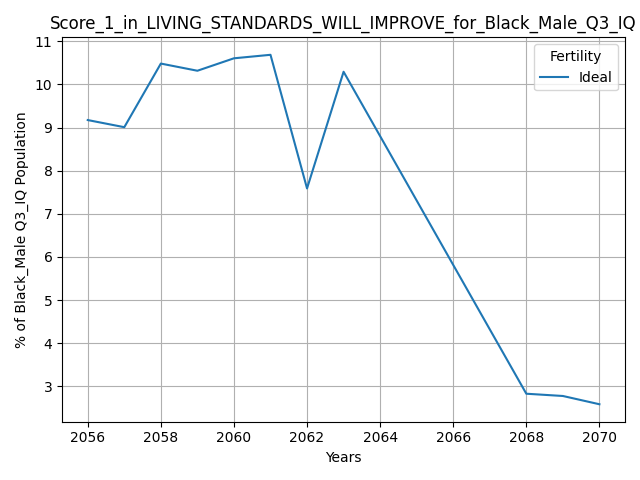 Score_1_in_LIVING_STANDARDS_WILL_IMPROVE_for_Black_Male_Q3_IQ
Fertility
Ideal
11
10
9
8
7
6
5
4
3
% of Black_Male Q3_IQ Population
2056 2058 2060 2062 2064 2066 2068 2070
Years